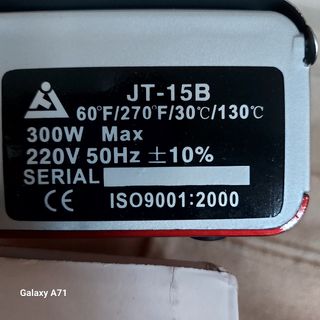 JT-15B
60°F/270°F/30℃/130℃
300W Max
220V 50Hz ±10%
SERIAL
CE ISO9001:2000
Galaxy A71